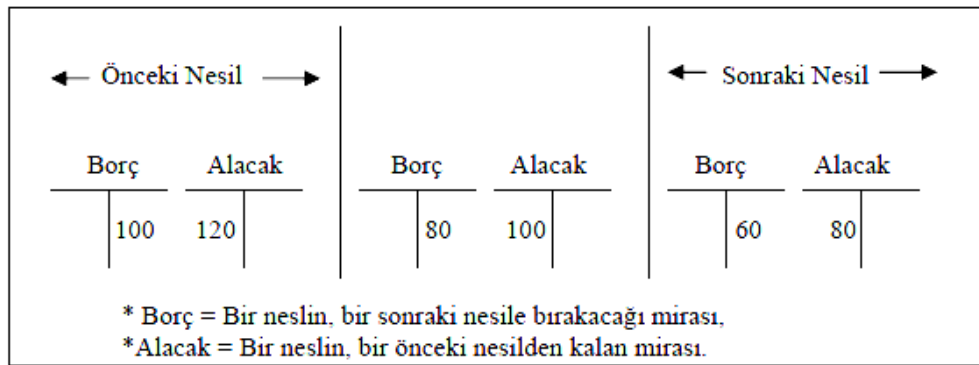 Önceki Nesil Sonraki Nesil
Borç Alacak Borç Alacak Borç Alacak
100 120 80 100 60 80
* Borç = Bir neslin, bir sonraki nesile bırakacağı mirası,
*Alacak = Bir neslin, bir önceki nesilden kalan mirası.